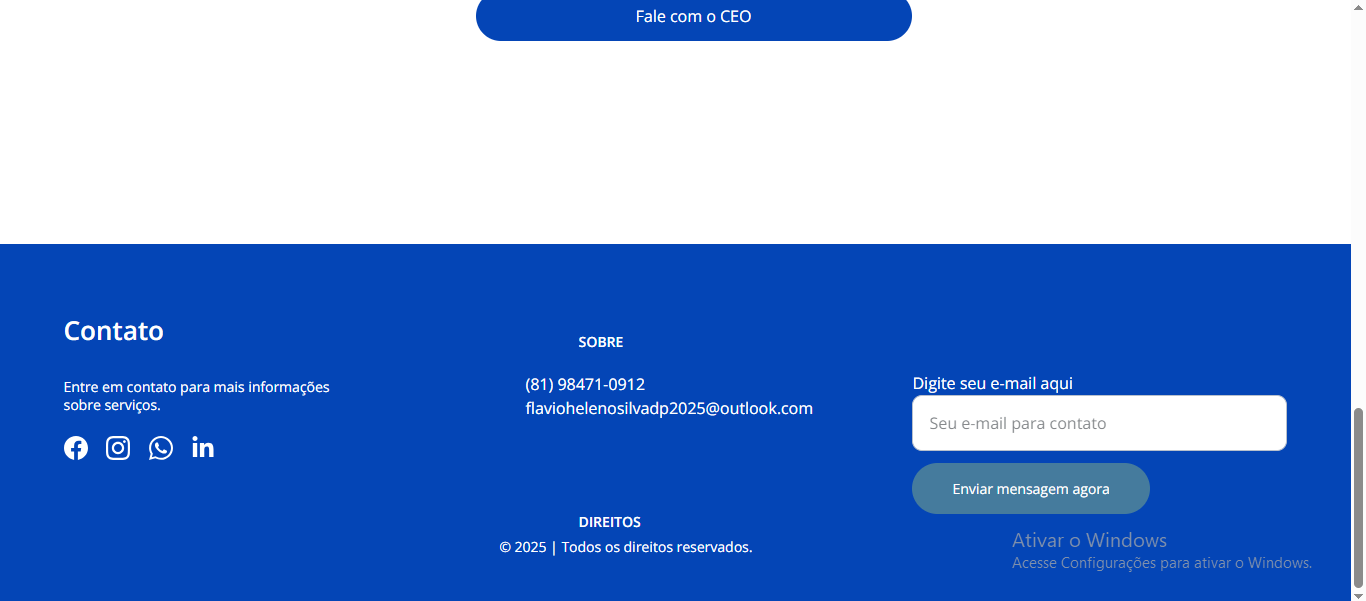 Fale com o CEO
Contato
Entre em contato para mais informações
sobre serviços.
SOBRE
(81) 98471-0912
flaviohelenosilvadp2025@outlook.com
DIREITOS
© 2025 | Todos os direitos reservados.
Digite seu e-mail aqui
Seu e-mail para contato
Enviar mensagem agora
Ativar o Windows
Acesse Configurações para ativar o Windows.